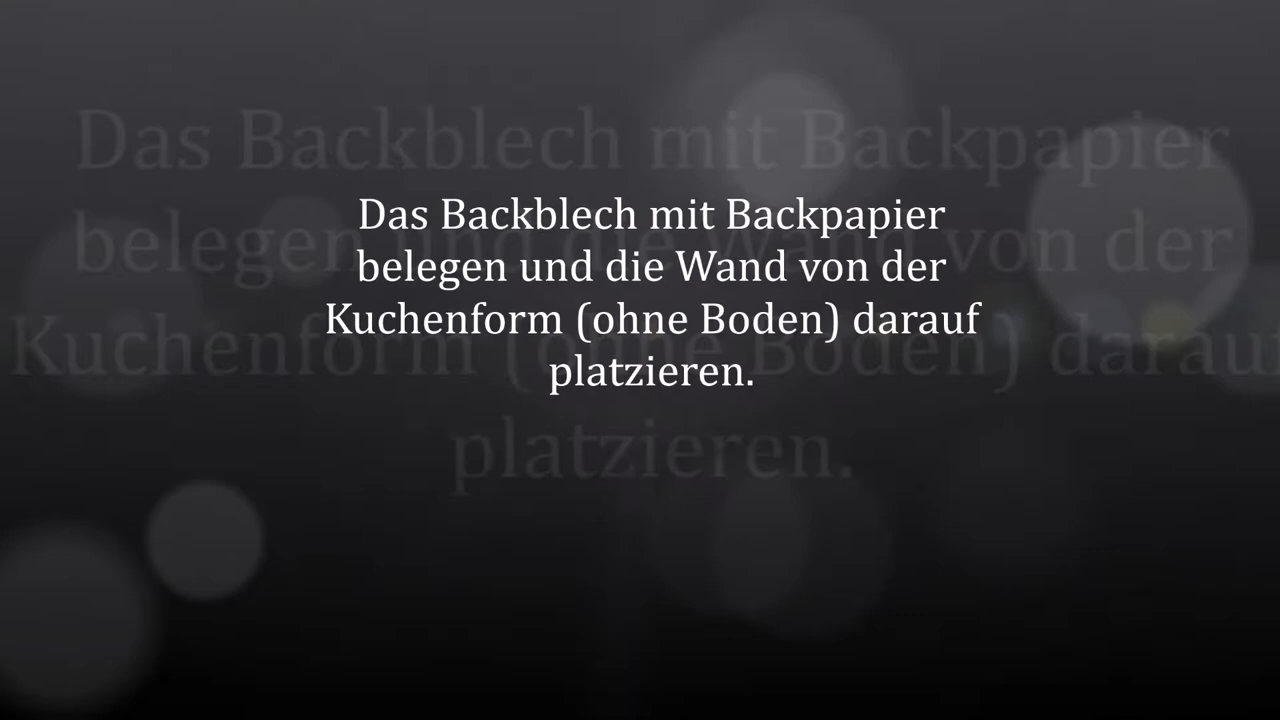 Das Backblech mit Backpapier
belegen und die Wand von der
Kuchenform (ohne Boden) darauf
platzieren.